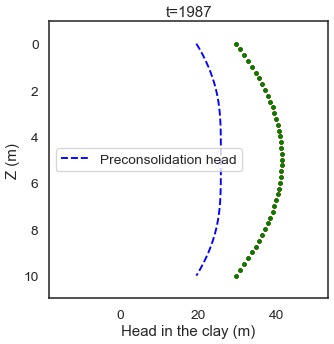 t=1987
0
2
4
6
8
10
Z (m)
Preconsolidation head
0
20
40
Head in the clay (m)